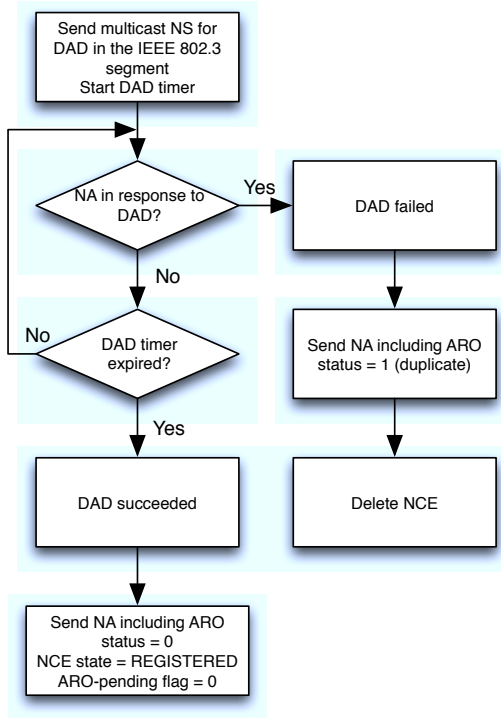 Send multicast NS for
DAD in the IEEE 802.3
segment
Start DAD timer
NA in response to
DAD?
Yes
DAD failed
No
No
DAD timer
expired?
Send NA including ARO
status = 1 (duplicate)
Yes
DAD succeeded
Delete NCE
Send NA including ARO
status = 0
NCE state = REGISTERED
ARO-pending flag = 0